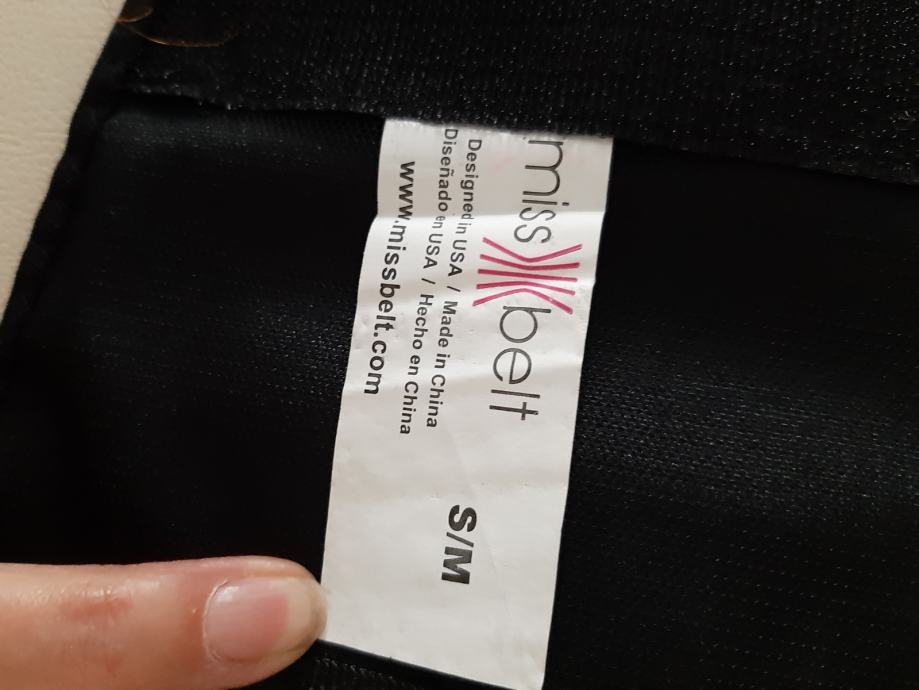 miss belt
Designed in USA / Made in China
Diseñado en USA / Hecho en China
www.missbelt.com
S/M